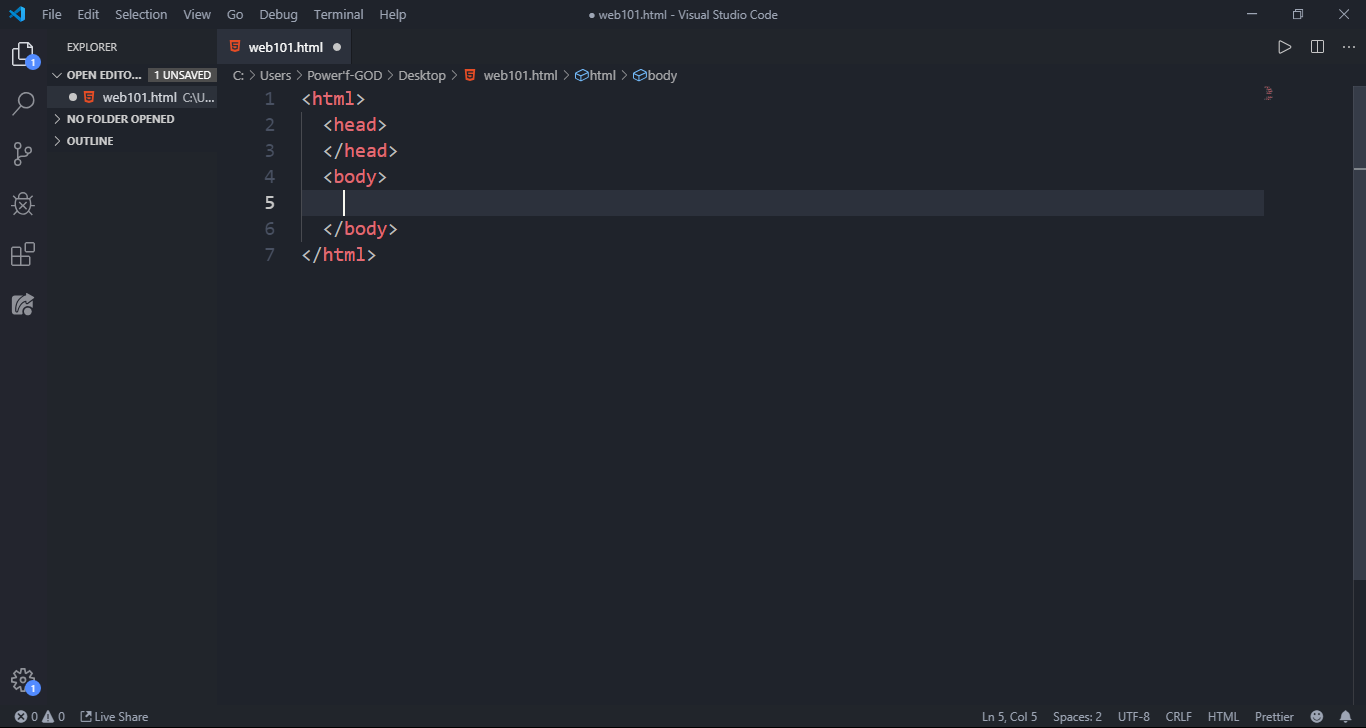 File Edit Selection View Go Debug Terminal Help
● web101.html - Visual Studio Code
EXPLORER
web101.html ●
1
OPEN EDITO... 1 UNSAVED
C: > Users > Power'f-GOD > Desktop > web101.html > html > body
● web101.html C:\U...
NO FOLDER OPENED
OUTLINE
1 <html>
2 <head>
3 </head>
4 <body>
5
6 </body>
7 </html>
1
0 0 Live Share
Ln 5, Col 5 Spaces: 2 UTF-8 CRLF HTML Prettier